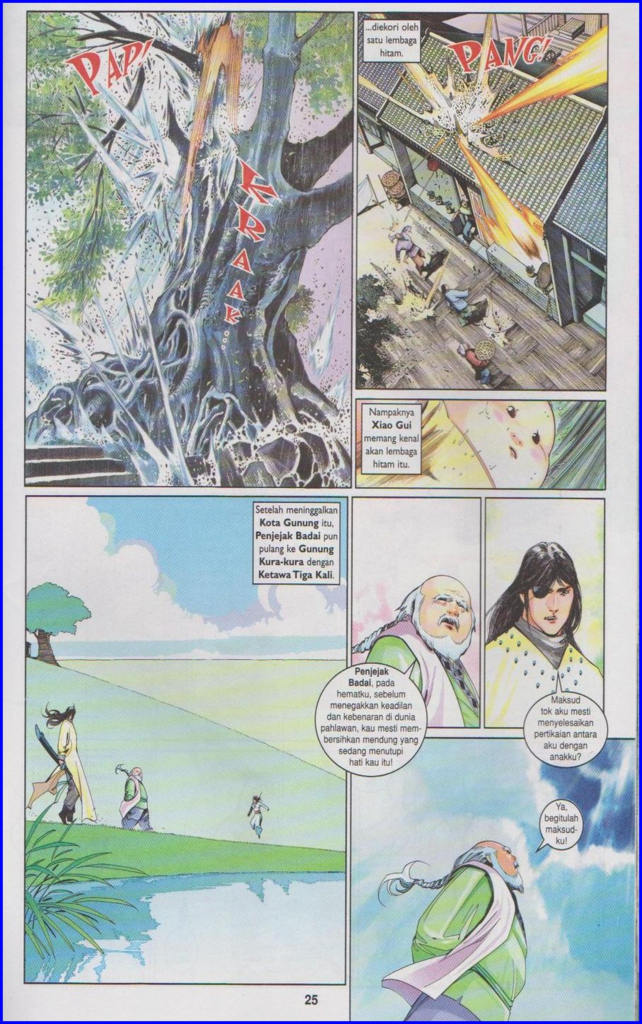 PAP!
KRAAK...
...diekori oleh
satu lembaga
hitam.
PANG!
Nampaknya
Xiao Gui
memang kenal
akan lembaga
hitam itu.
Setelah meninggalkan
Kota Gunung itu,
Penjejak Badai pun
pulang ke Gunung
Kura-kura dengan
Ketawa Tiga Kali.
Penjejak
Badai, pada
hematku, sebelum
menegakkan keadilan
dan kebenaran di dunia
pahlawan, kau mesti mem-
bersihkan mendung yang
sedang menutupi
hati kau itu!
Maksud
tok aku mesti
menyelesaikan
pertikaian antara
aku dengan
anakku?
Ya,
begitulah
maksud-
ku!
25